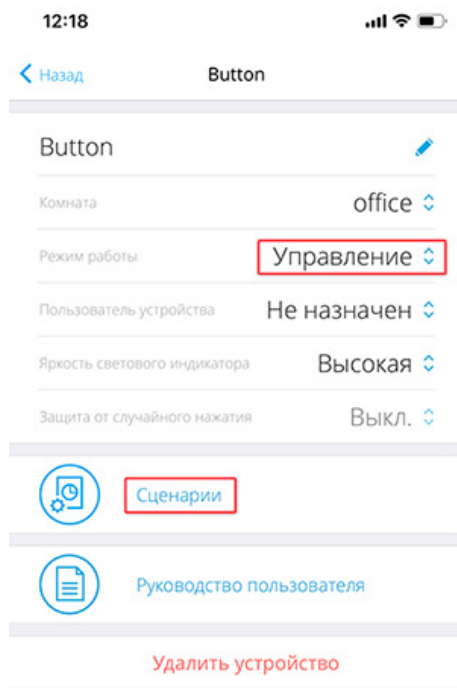 12:18
Назад Button
Button
Комната office
Режим работы Управление
Пользователь устройства Не назначен
Яркость светового индикатора Высокая
Защита от случайного нажатия Выкл.
Сценарии
Руководство пользователя
Удалить устройство